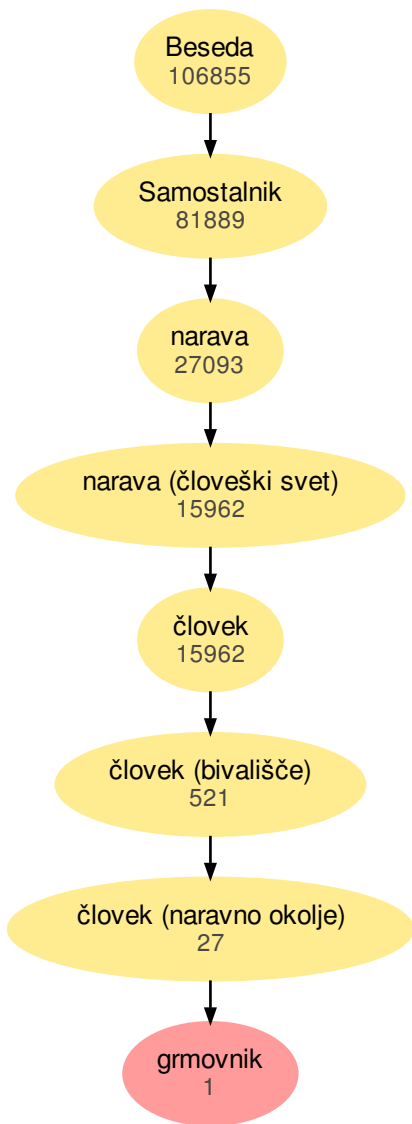 Beseda
106855
Samostalnik
81889
narava
27093
narava (človeški svet)
15962
človek
15962
človek (bivališče)
521
človek (naravno okolje)
27
grmovnik
1